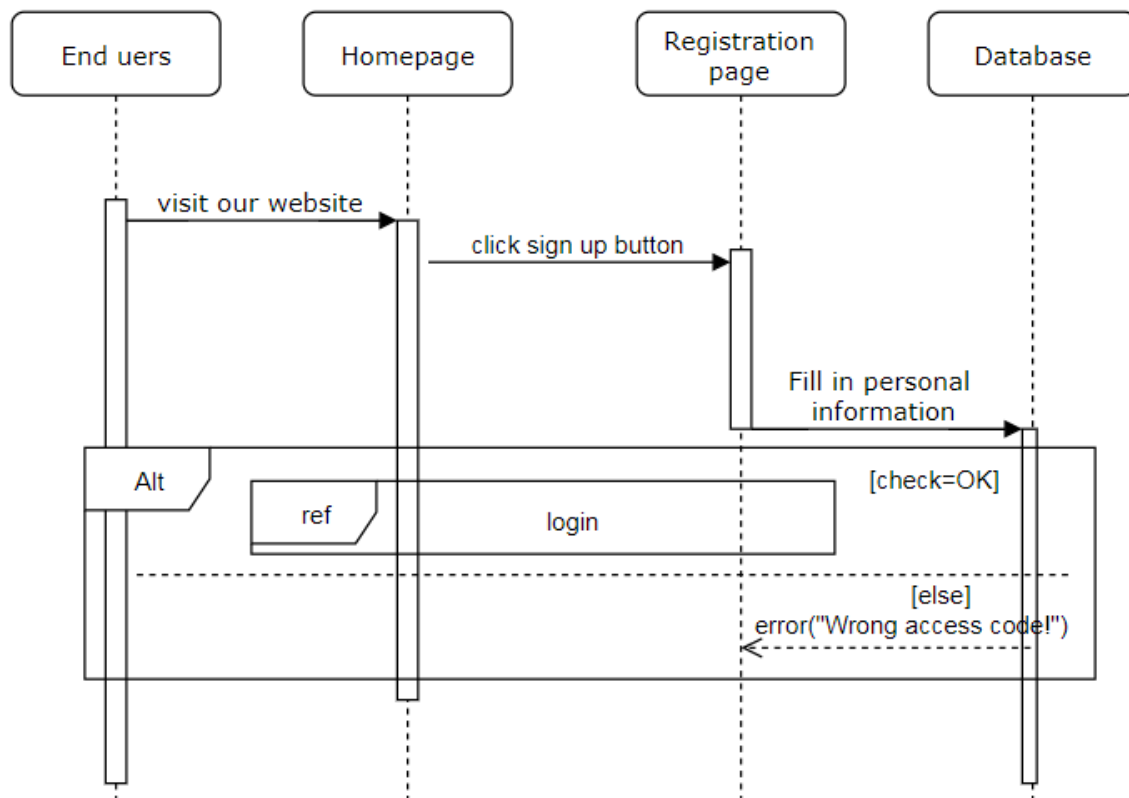 End uers
Homepage
Registration
page
Database
visit our website
click sign up button
Fill in personal
information
Alt
[check=OK]
ref
login
[else]
error("Wrong access code!")